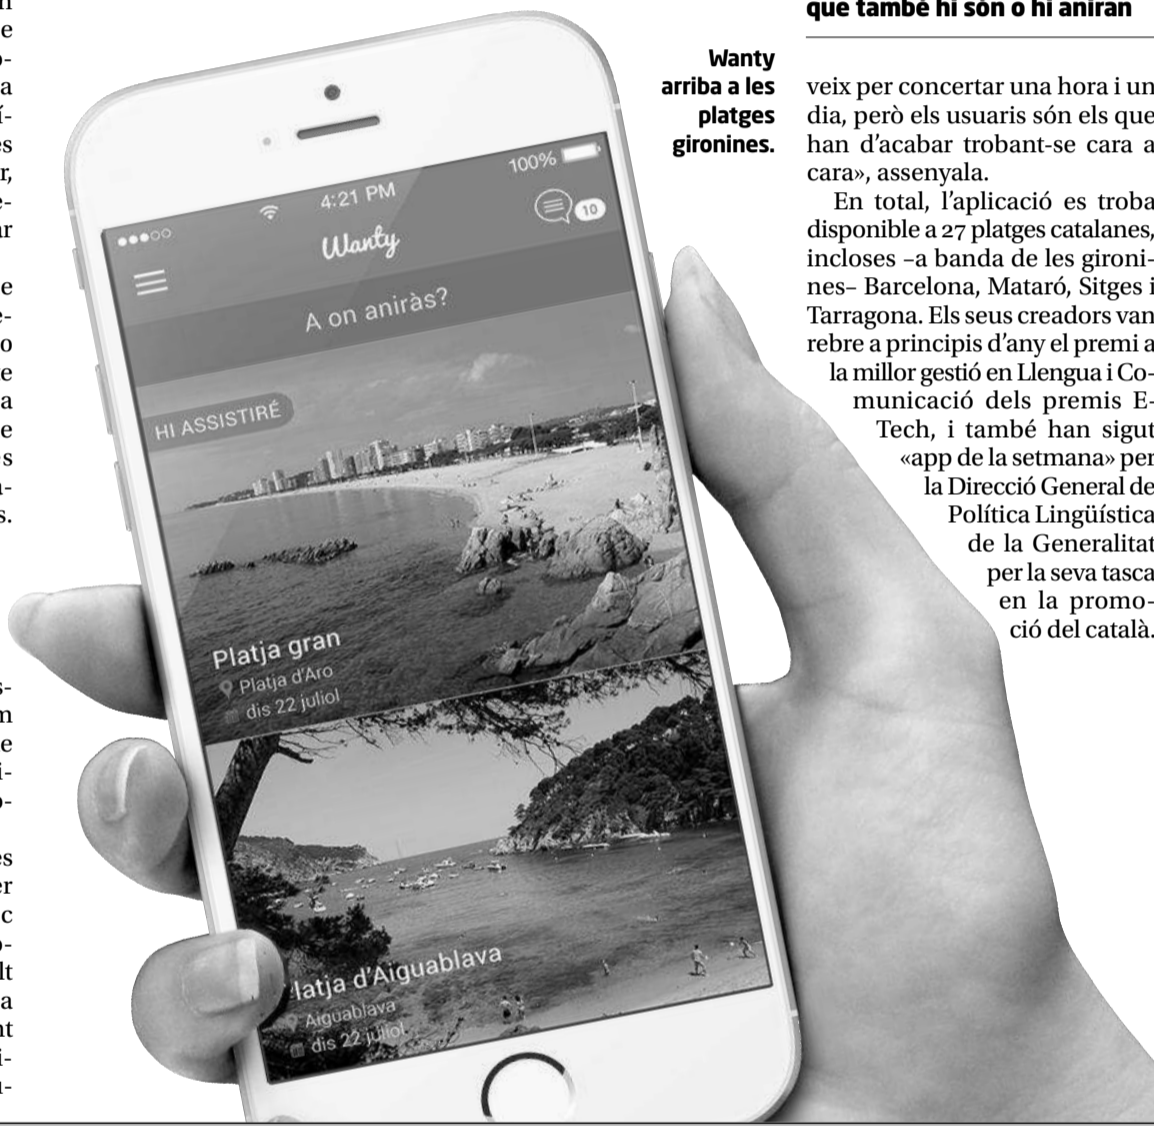 que també hi són o hi aniran
Wanty
arriba a les
platges
gironines.
veix per concertar una hora i un
dia, però els usuaris són els que
han d’acabar trobant-se cara a
cara», assenyala.
En total, l’aplicació es troba
disponible a 27 platges catalanes,
incloses –a banda de les gironi-
nes– Barcelona, Mataró, Sitges i
Tarragona. Els seus creadors van
rebre a principis d’any el premi a
la millor gestió en Llengua i Co-
municació dels premis E-
Tech, i també han sigut
«app de la setmana» per
la Direcció General de
Política Lingüística
de la Generalitat
per la seva tasca
en la promo-
ció del català.
4:21 PM
100%
Wanty
10
A on aniràs?
HI ASSISTIRÉ
Platja gran
Platja d’Aro
dis 22 juliol
latja d’Aiguablava
Aiguablava
dis 22 juliol